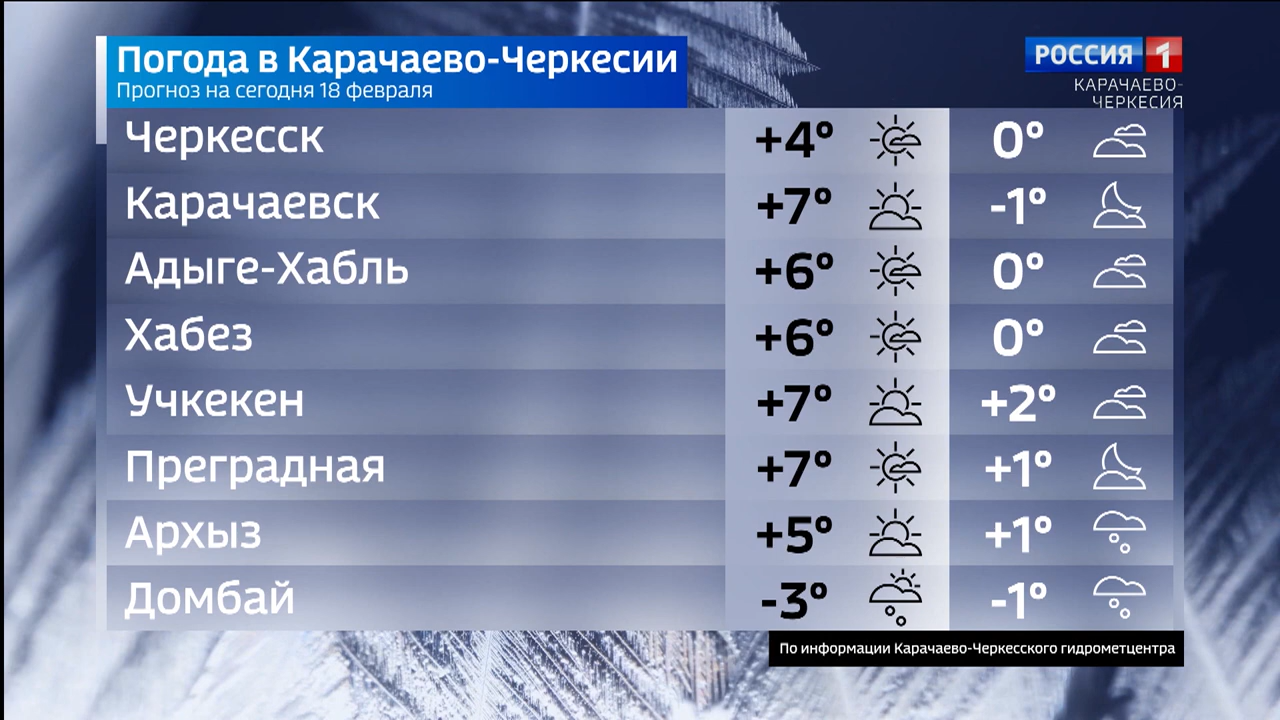 Погода в Карачаево-Черкесии
Прогноз на сегодня 18 февраля
РОССИЯ 1
КАРАЧАЕВО-
ЧЕРКЕСИЯ
Черкесск +4° 0°
Карачаевск +7° -1°
Адыге-Хабль +6° 0°
Хабез +6° 0°
Учкекен +7° +2°
Преградная +7° +1°
Архыз +5° +1°
Домбай -3° -1°
По информации Карачаево-Черкесского гидрометцентра